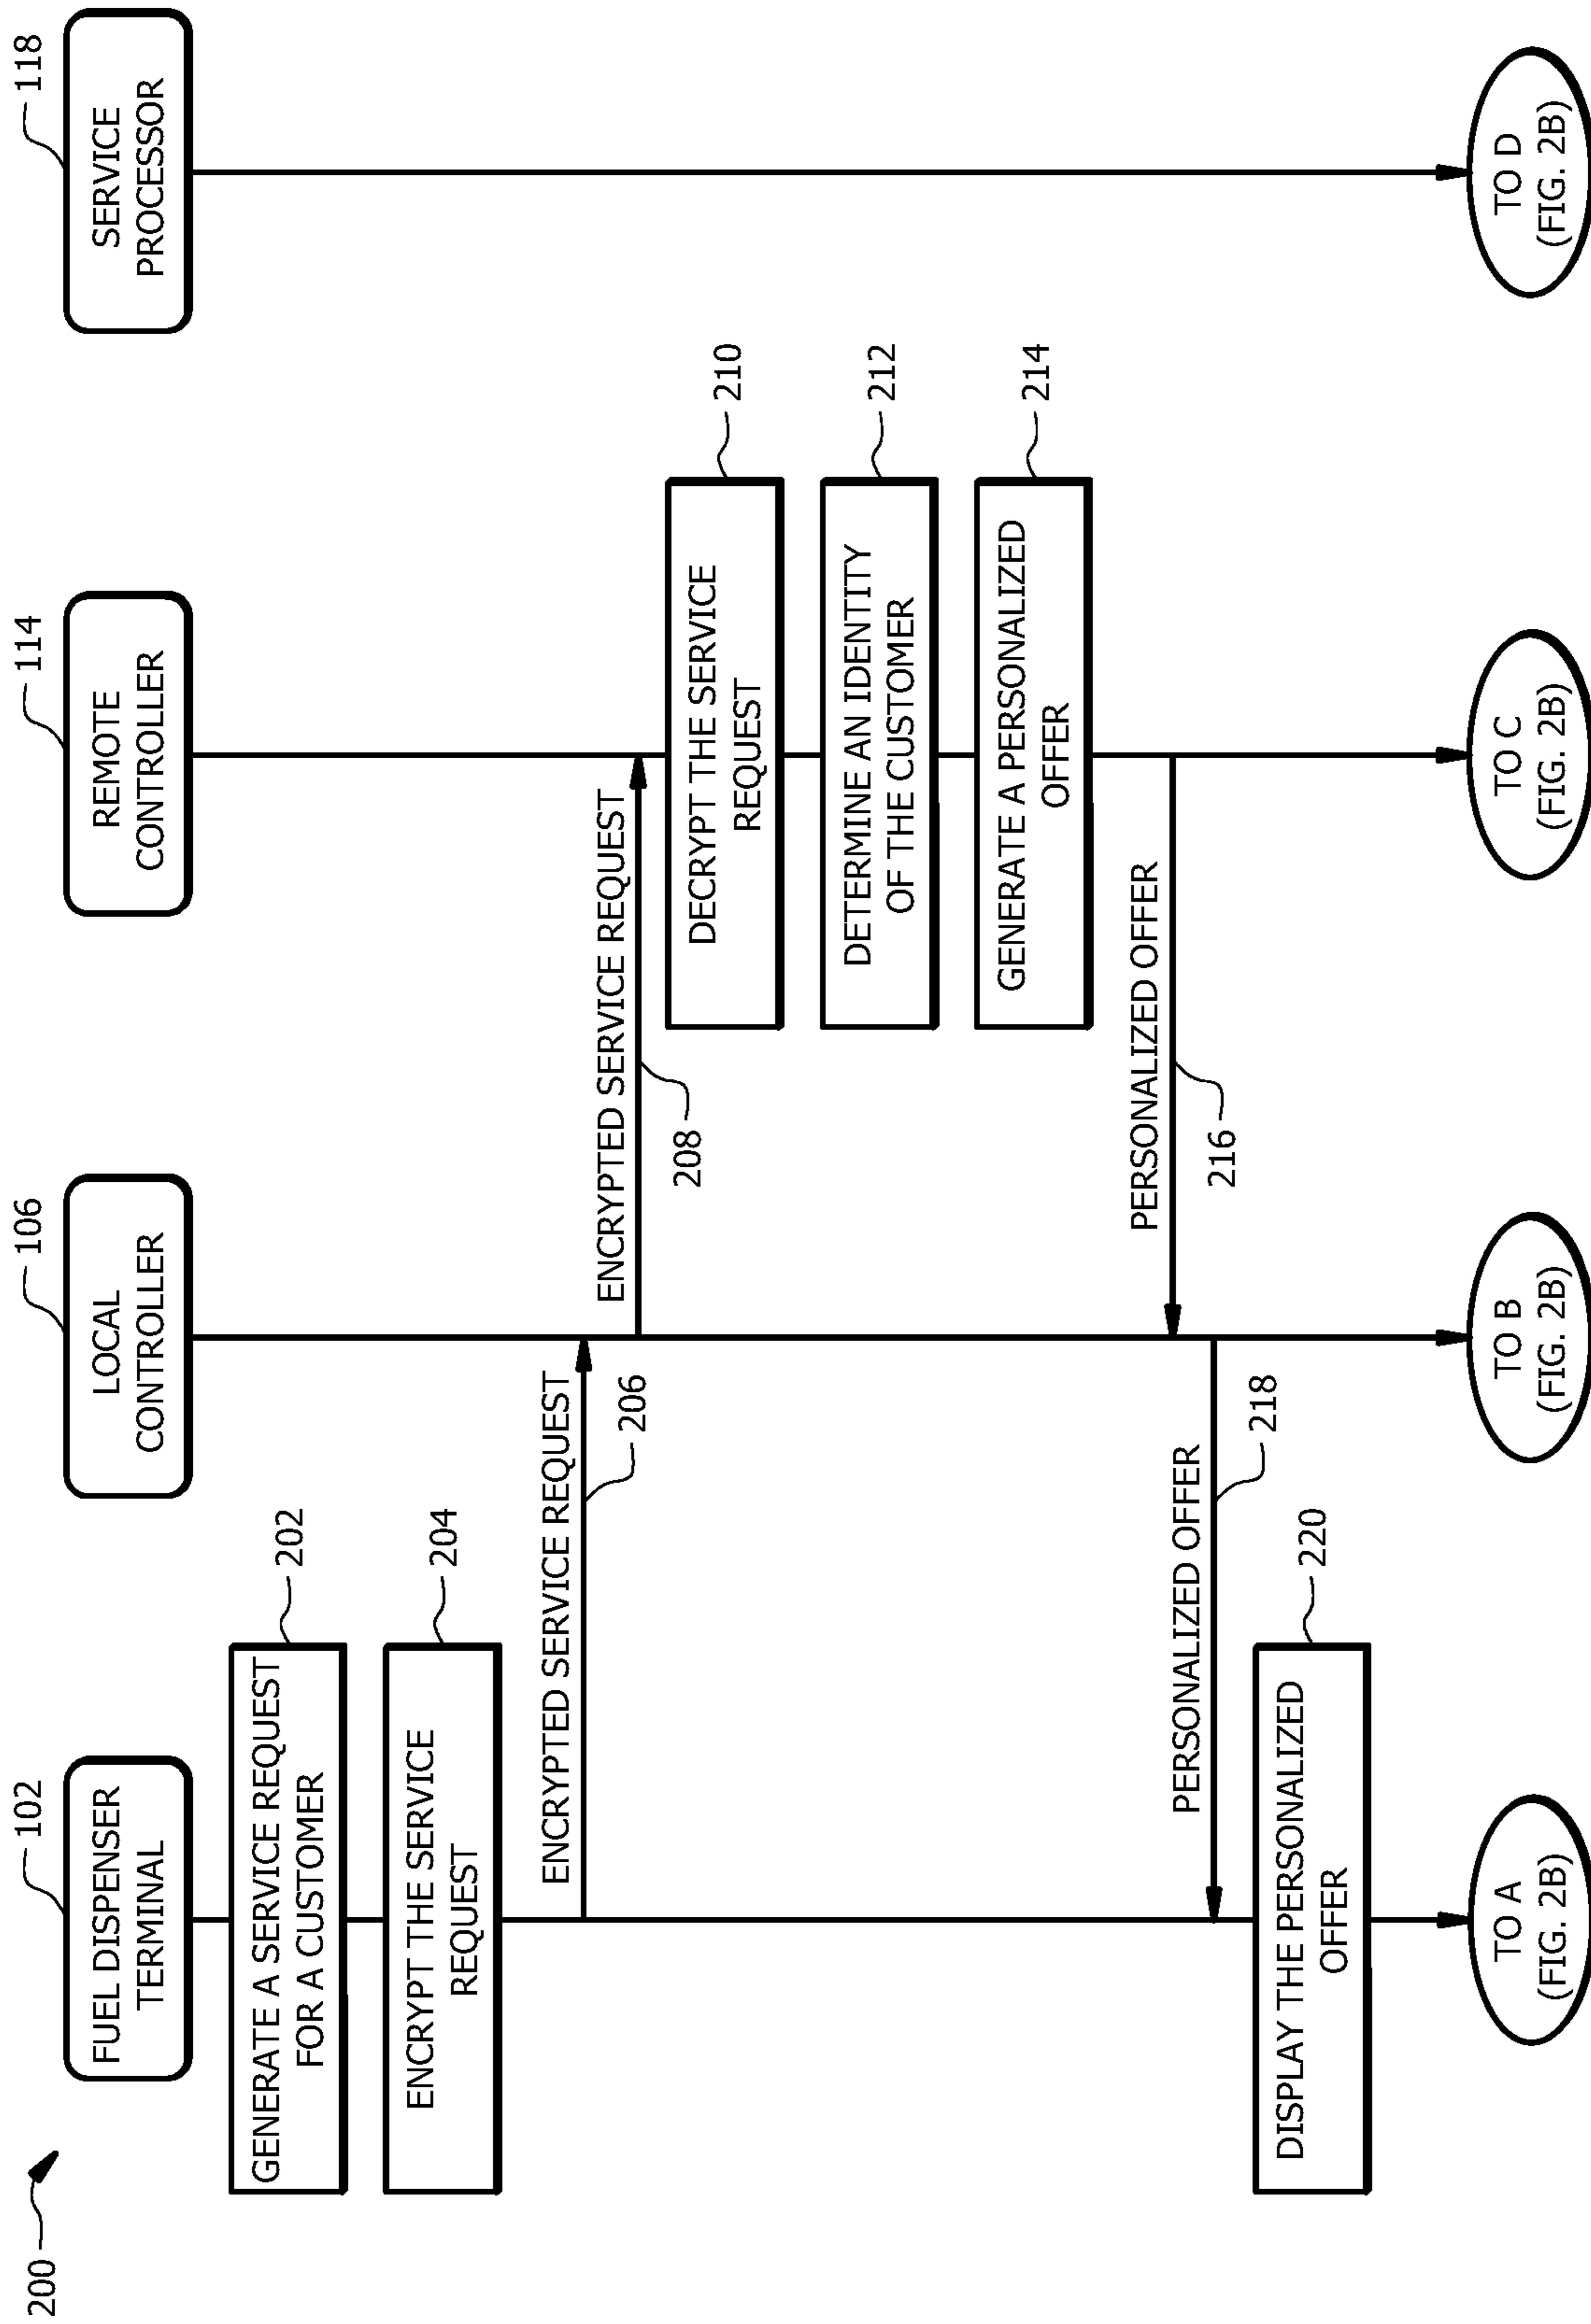 200
102
106
114
118
FUEL DISPENSER
TERMINAL
LOCAL
CONTROLLER
REMOTE
CONTROLLER
SERVICE
PROCESSOR
GENERATE A SERVICE REQUEST
FOR A CUSTOMER
202
ENCRYPT THE SERVICE
REQUEST
204
ENCRYPTED SERVICE REQUEST
206
ENCRYPTED SERVICE REQUEST
208
DECRYPT THE SERVICE
REQUEST
210
DETERMINE AN IDENTITY
OF THE CUSTOMER
212
GENERATE A PERSONALIZED
OFFER
214
PERSONALIZED OFFER
216
PERSONALIZED OFFER
218
DISPLAY THE PERSONALIZED
OFFER
220
TO A
(FIG. 2B)
TO B
(FIG. 2B)
TO C
(FIG. 2B)
TO D
(FIG. 2B)